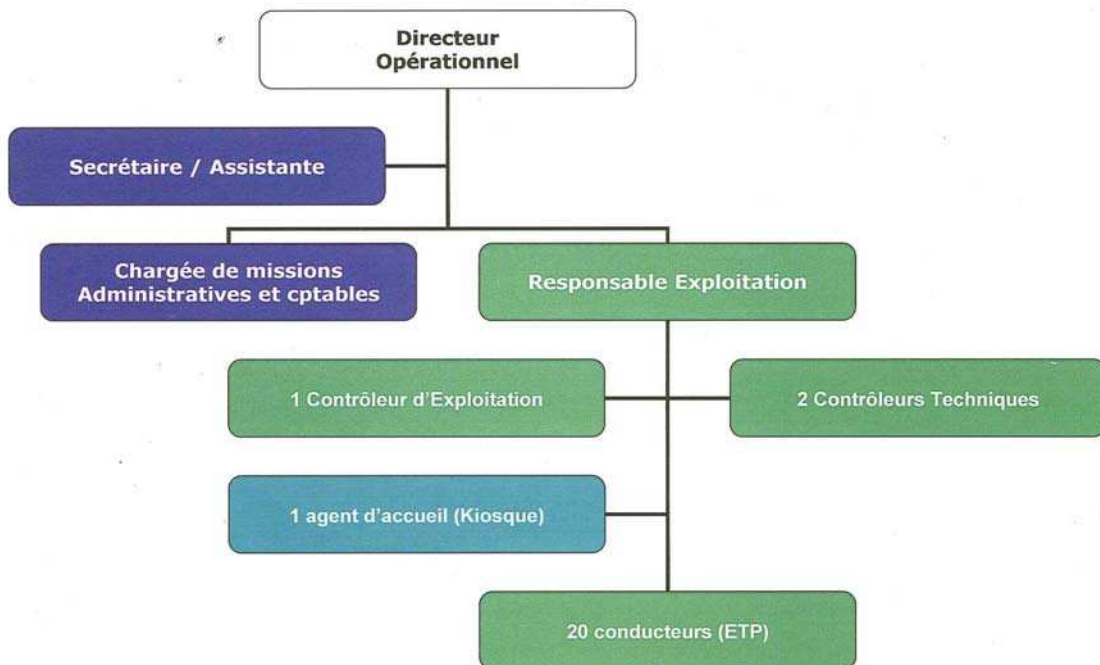 Directeur
Opérationnel
Secrétaire / Assistante
Chargée de missions
Administratives et cptables
Responsable Exploitation
1 Contrôleur d'Exploitation
2 Contrôleurs Techniques
1 agent d'accueil (Kiosque)
20 conducteurs (ETP)